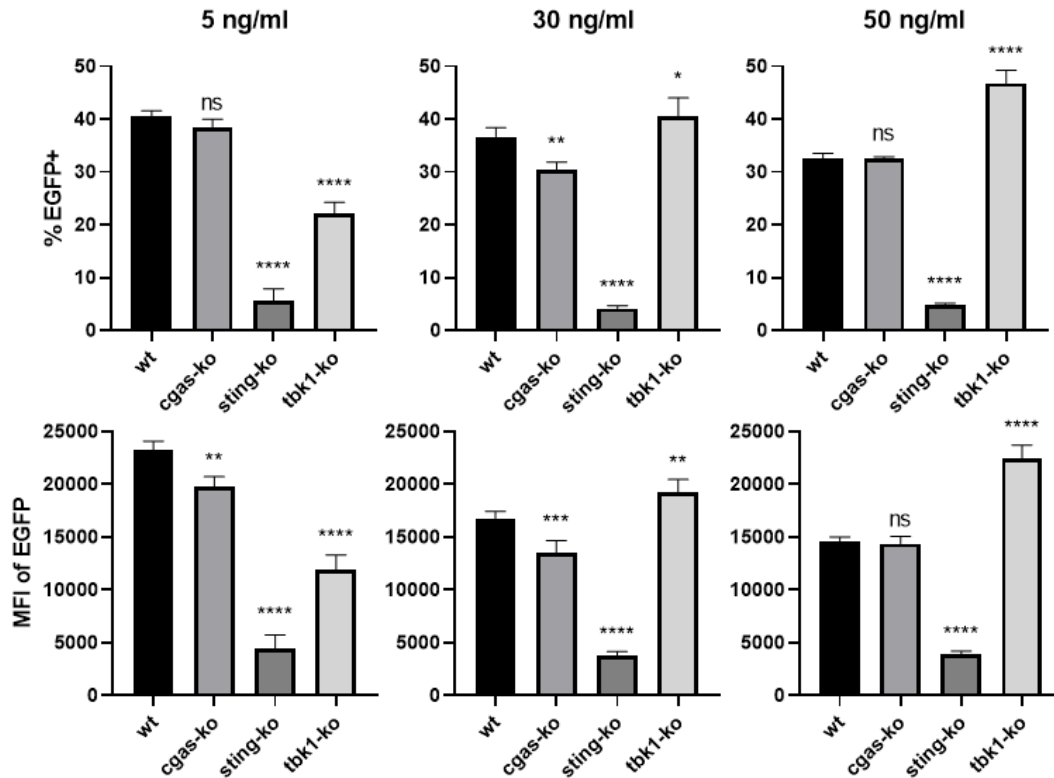 5 ng/ml 30 ng/ml 50 ng/ml
% EGFP+
50
40
30
20
10
0
ns
****
****
wt
cgas-ko
sting-ko
tbk1-ko
50
40
30
20
10
0
**
****
*
wt
cgas-ko
sting-ko
tbk1-ko
50
40
30
20
10
0
ns
****
****
wt
cgas-ko
sting-ko
tbk1-ko
MFI of EGFP
25000
20000
15000
10000
5000
0
**
****
****
wt
cgas-ko
sting-ko
tbk1-ko
25000
20000
15000
10000
5000
0
***
****
**
wt
cgas-ko
sting-ko
tbk1-ko
25000
20000
15000
10000
5000
0
ns
****
****
wt
cgas-ko
sting-ko
tbk1-ko